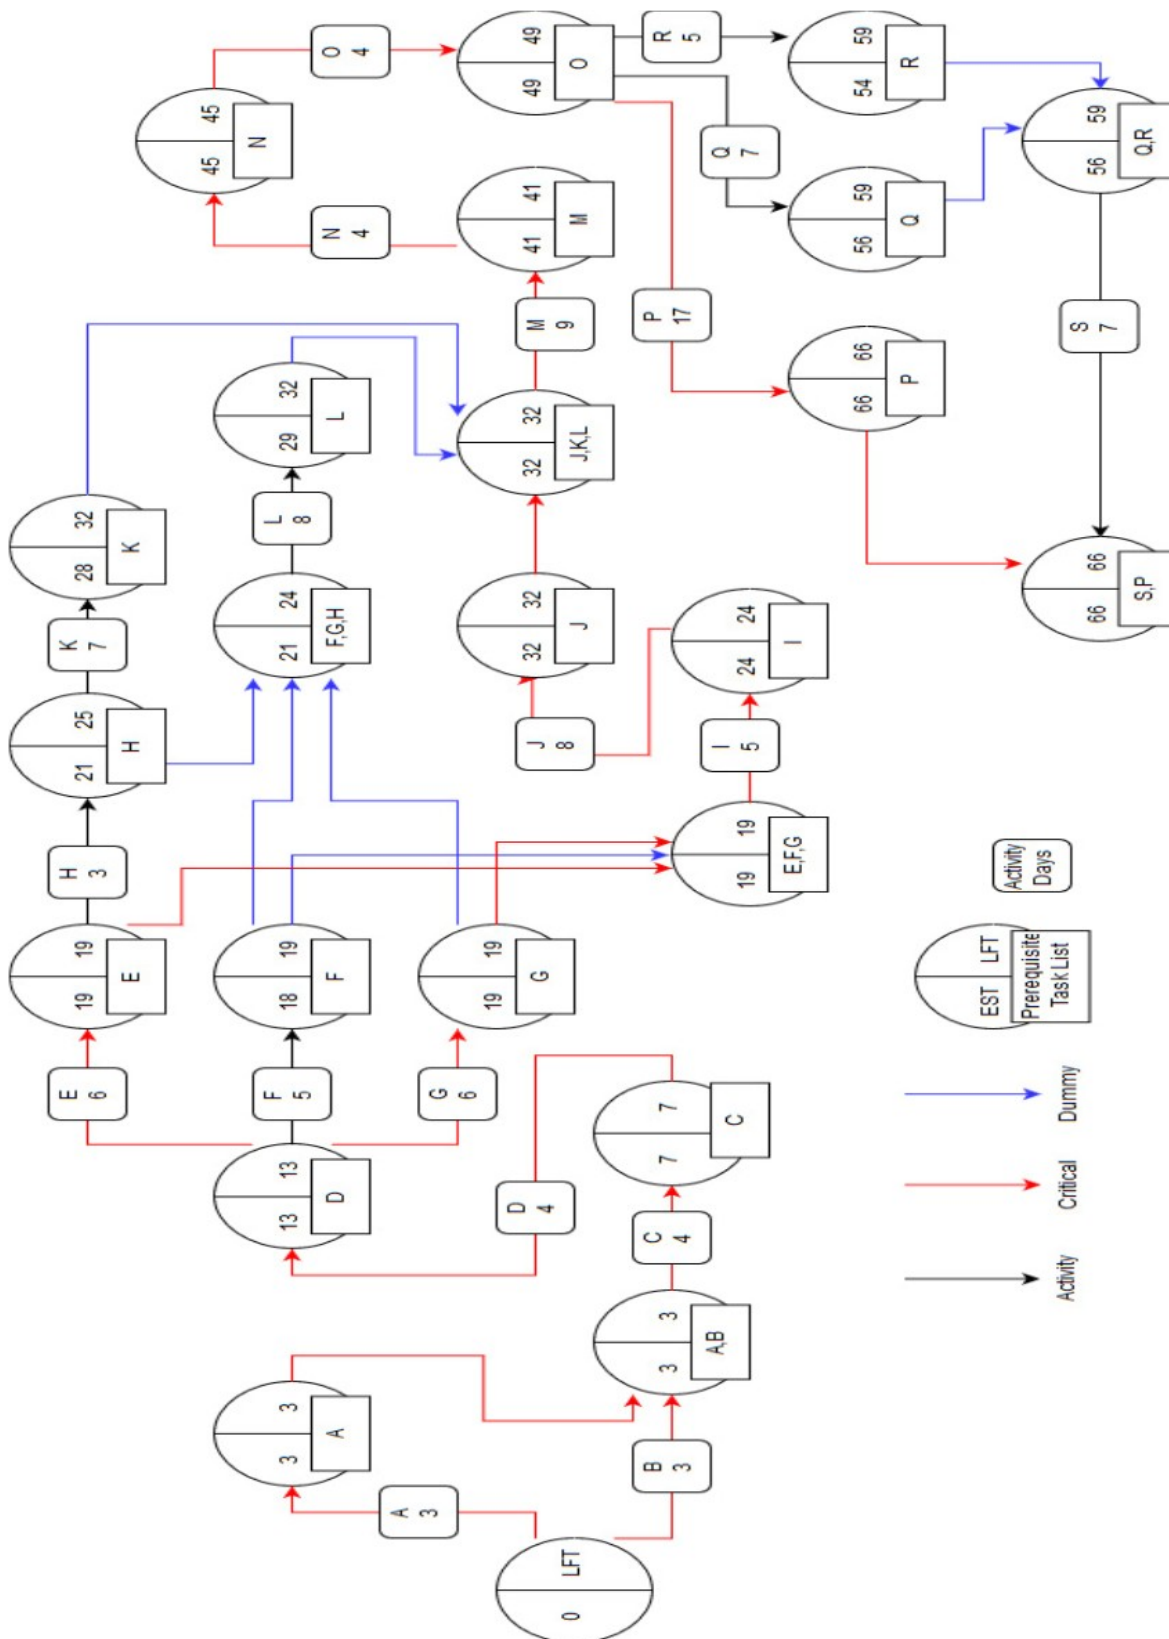 0 LFT
A
3
B
3
3 3
A
3 3
A,B
C
4
7 7
C
D
4
13 13
D
E
6
F
5
G
6
19 19
E
18 19
F
19 19
G
H
3
21 25
H
K
7
28 32
K
21 24
F,G,H
L
8
29 32
L
19 19
E,F,G
I
5
24 24
I
J
8
32 32
J
32 32
J,K,L
M
9
41 41
M
N
4
45 45
N
O
4
49 49
O
P
17
66 66
P
Q
7
56 59
Q
R
5
54 59
R
56 59
Q,R
S
7
66 66
S,P
Activity
Critical
Dummy
EST LFT
Prerequisite
Task List
Activity
Days